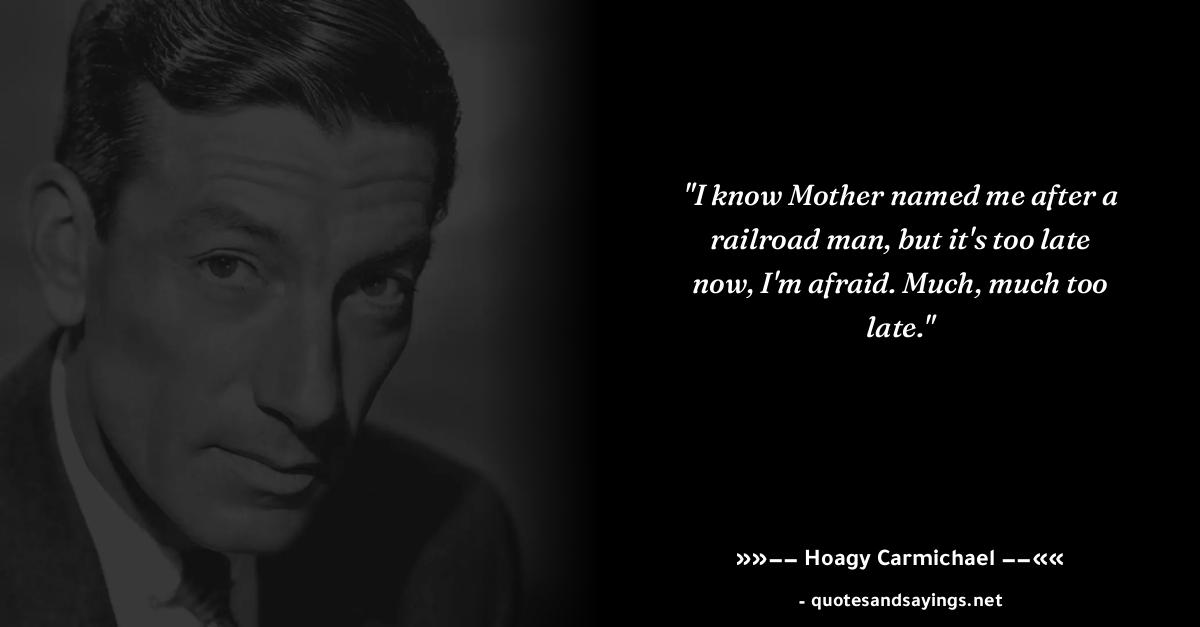 "I know Mother named me after a
railroad man, but it's too late
now, I'm afraid. Much, much too
late."
»»−− Hoagy Carmichael −−««
- quotesandsayings.net